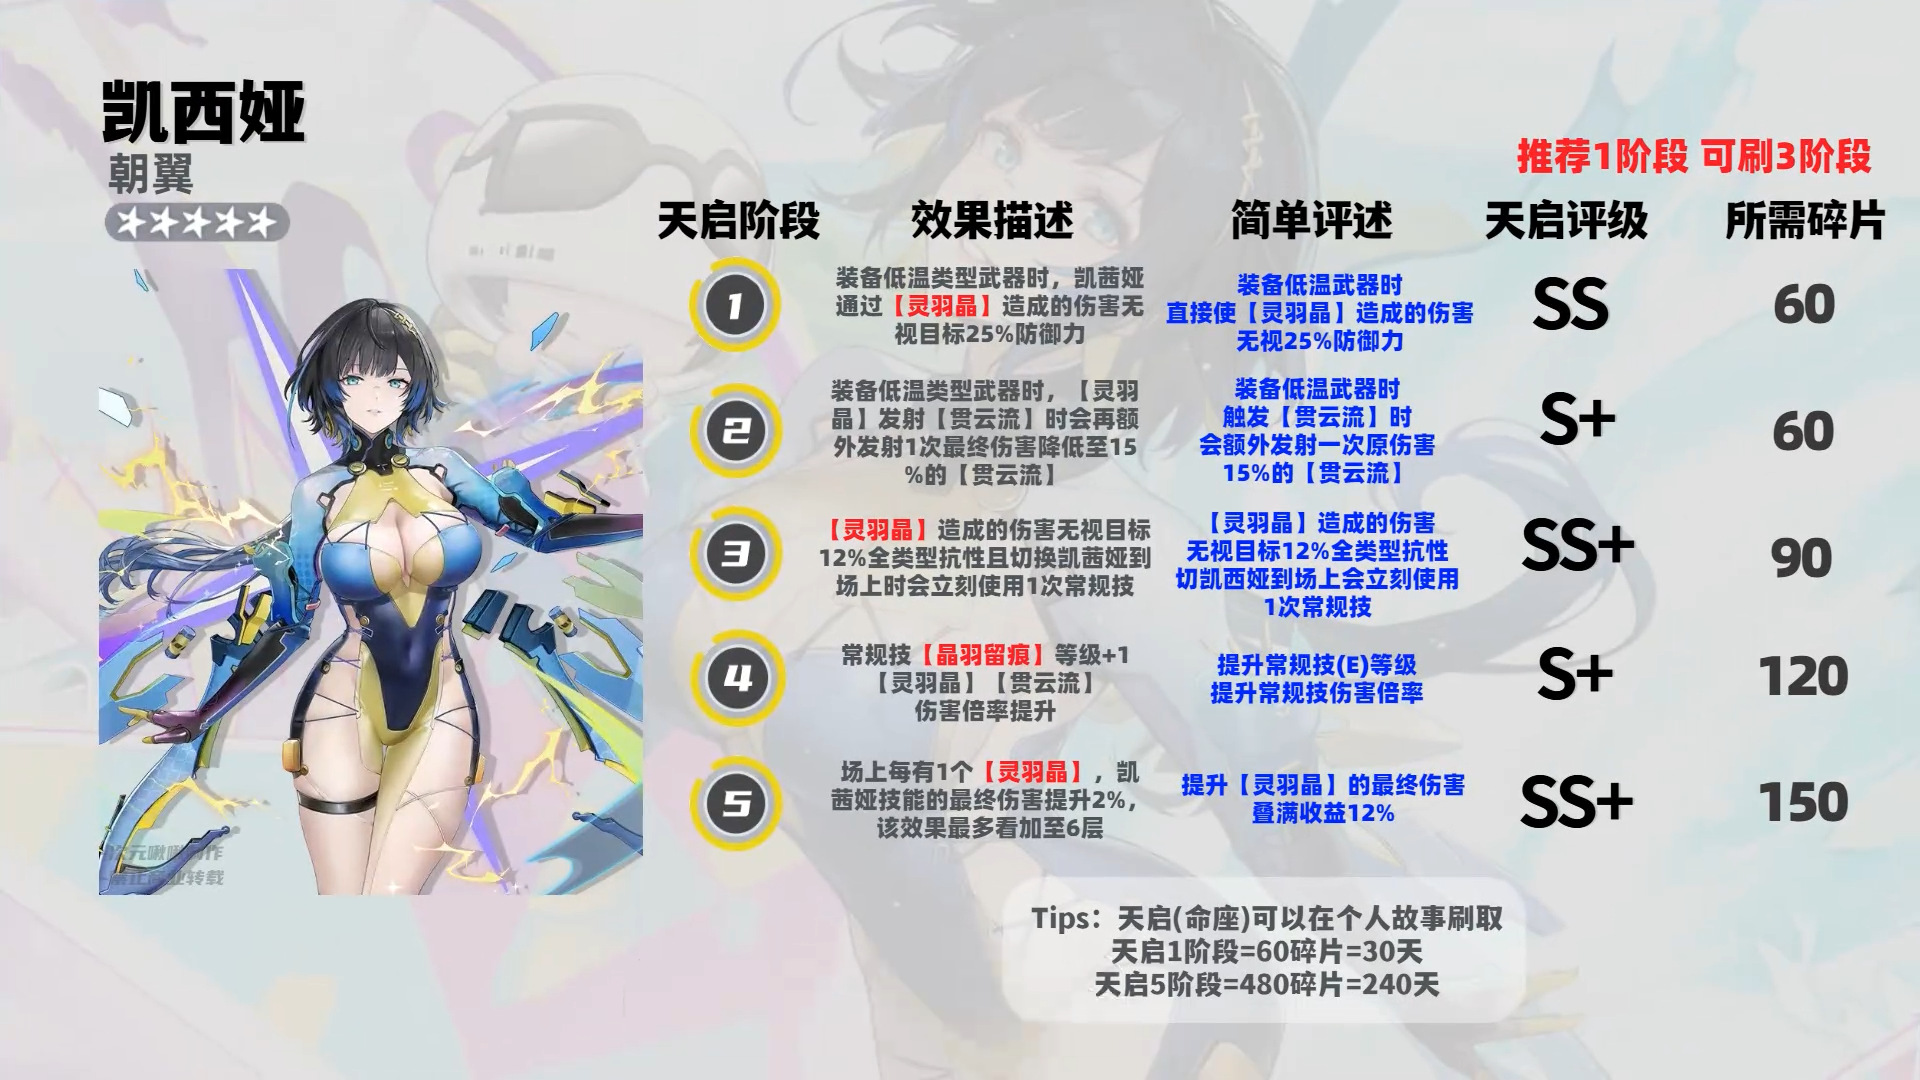 凯西娅
朝翼
推荐1阶段 可刷3阶段
天启阶段 效果描述 简单评述 天启评级 所需碎片
1
装备低温类型武器时，凯茜娅
通过【灵羽晶】造成的伤害无
视目标25%防御力
装备低温武器时
直接使【灵羽晶】造成的伤害
无视25%防御力
SS
60
2
装备低温类型武器时，【灵羽
晶】发射【贯云流】时会再额
外发射1次最终伤害降低至15
%的【贯云流】
装备低温武器时
触发【贯云流】时
会额外发射一次原伤害
15%的【贯云流】
S+
60
3
【灵羽晶】造成的伤害无视目标
12%全类型抗性且切换凯茜娅到
场上时会立刻使用1次常规技
【灵羽晶】造成的伤害
无视目标12%全类型抗性
切凯西娅到场上会立刻使用
1次常规技
SS+
90
4
常规技【晶羽留痕】等级+1
【灵羽晶】【贯云流】
伤害倍率提升
提升常规技(E)等级
提升常规技伤害倍率
S+
120
5
场上每有1个【灵羽晶】，凯
茜娅技能的最终伤害提升2%，
该效果最多看加至6层
提升【灵羽晶】的最终伤害
叠满收益12%
SS+
150
次元啾啾制作
禁止商业转载
Tips：天启(命座)可以在个人故事刷取
天启1阶段=60碎片=30天
天启5阶段=480碎片=240天